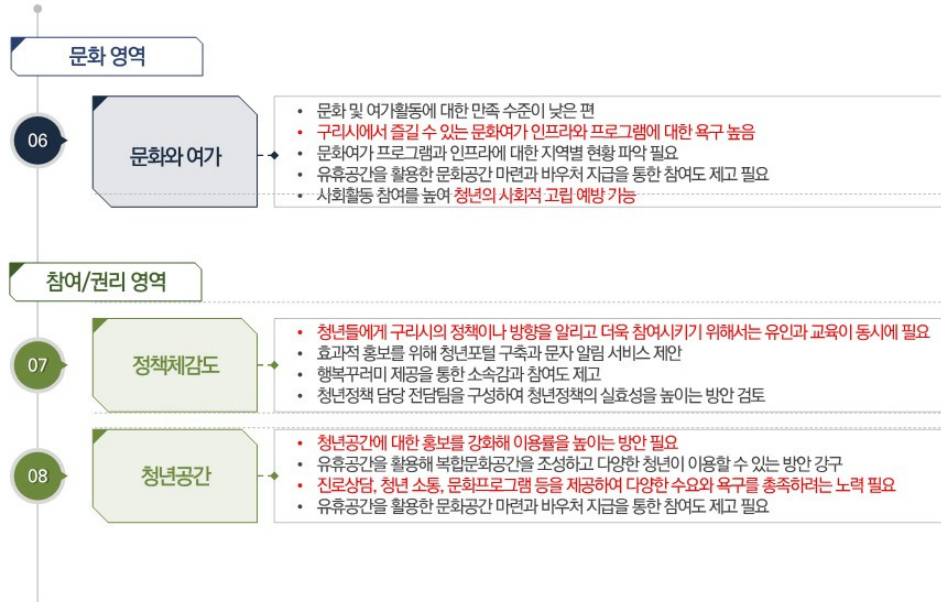 문화 영역
06
문화와 여가
• 문화 및 여가활동에 대한 만족 수준이 낮은 편
• 구리시에서 즐길 수 있는 문화여가 인프라와 프로그램에 대한 욕구 높음
• 문화여가 프로그램과 인프라에 대한 지역별 현황 파악 필요
• 유휴공간을 활용한 문화공간 마련과 바우처 지급을 통한 참여도 제고 필요
• 사회활동 참여를 높여 청년의 사회적 고립 예방 가능
참여/권리 영역
07
정책체감도
• 청년들에게 구리시의 정책이나 방향을 알리고 더욱 참여시키기 위해서는 유인과 교육이 동시에 필요
• 효과적 홍보를 위해 청년포털 구축과 문자 알림 서비스 제안
• 행복꾸러미 제공을 통한 소속감과 참여도 제고
• 청년정책 담당 전담팀을 구성하여 청년정책의 실효성을 높이는 방안 검토
08
청년공간
• 청년공간에 대한 홍보를 강화해 이용률을 높이는 방안 필요
• 유휴공간을 활용해 복합문화공간을 조성하고 다양한 청년이 이용할 수 있는 방안 강구
• 진로상담, 청년 소통, 문화프로그램 등을 제공하여 다양한 수요와 욕구를 충족하려는 노력 필요
• 유휴공간을 활용한 문화공간 마련과 바우처 지급을 통한 참여도 제고 필요